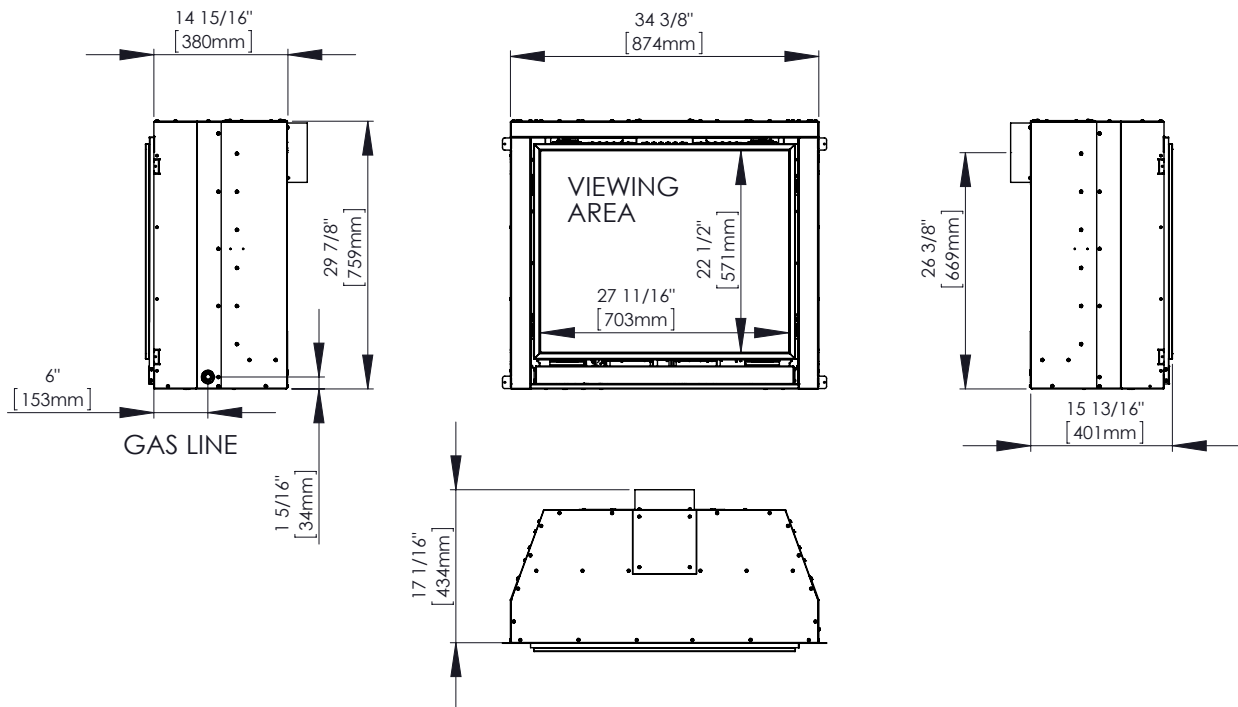 14 15/16"
[380mm]
34 3/8"
[874mm]
29 7/8"
[759mm]
VIEWING
AREA
22 1/2"
[571mm]
27 11/16"
[703mm]
26 3/8"
[669mm]
6"
[153mm]
GAS LINE
1 5/16"
[34mm]
15 13/16"
[401mm]
17 1/16"
[434mm]